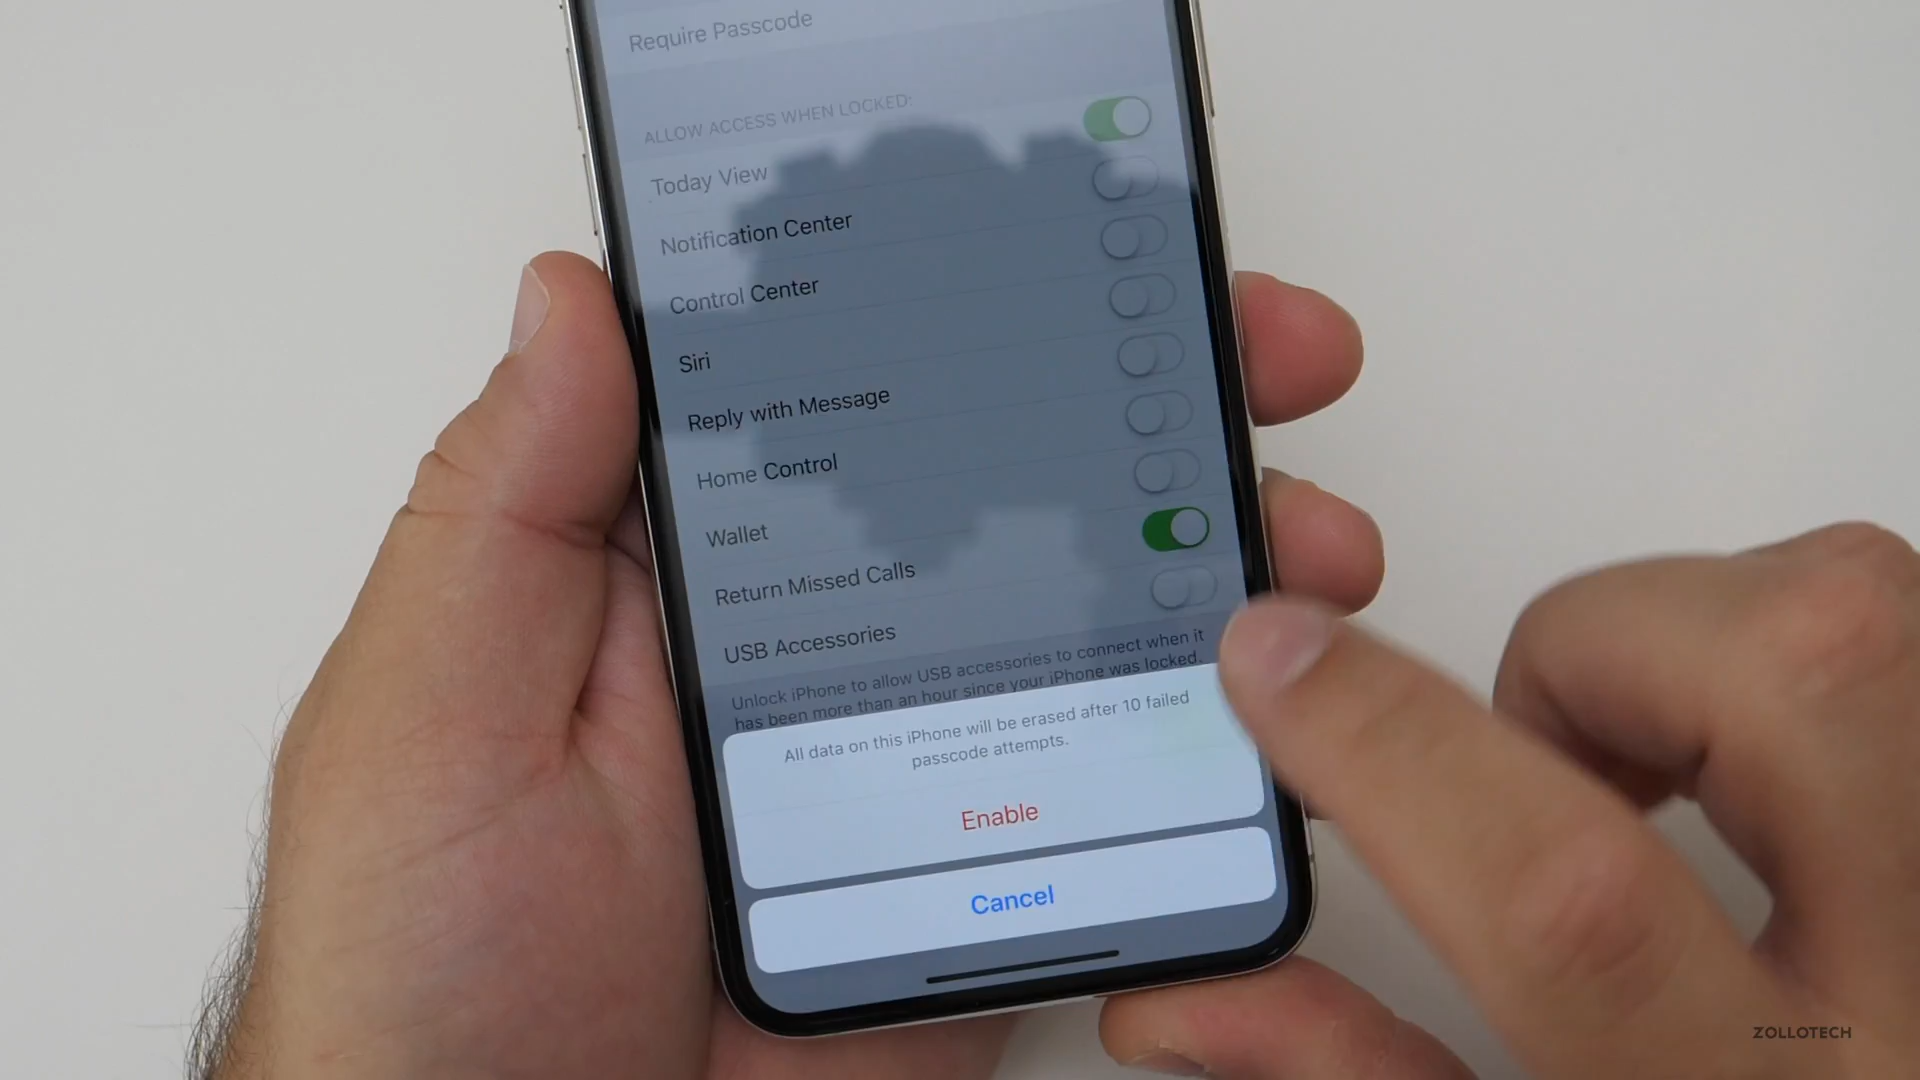 Require Passcode
ALLOW ACCESS WHEN LOCKED:
Today View
Notification Center
Control Center
Siri
Reply with Message
Home Control
Wallet
Return Missed Calls
USB Accessories
Unlock iPhone to allow USB accessories to connect when it
has been more than an hour since your iPhone was locked.
All data on this iPhone will be erased after 10 failed
passcode attempts.
Enable
Cancel
ZOLLOTECH